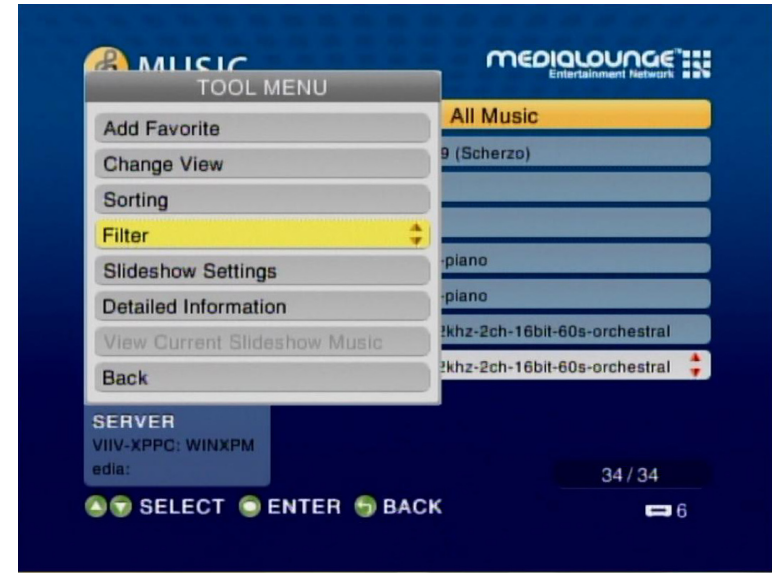 MUSIC
MEDIALOUNGE™
Entertainment Network
TOOL MENU
Add Favorite
Change View
Sorting
Filter
Slideshow Settings
Detailed Information
View Current Slideshow Music
Back
All Music
9 (Scherzo)
-piano
-piano
2khz-2ch-16bit-60s-orchestral
2khz-2ch-16bit-60s-orchestral
SERVER
VIIV-XPPC: WINXPM
edia:
34/34
SELECT ENTER BACK
6